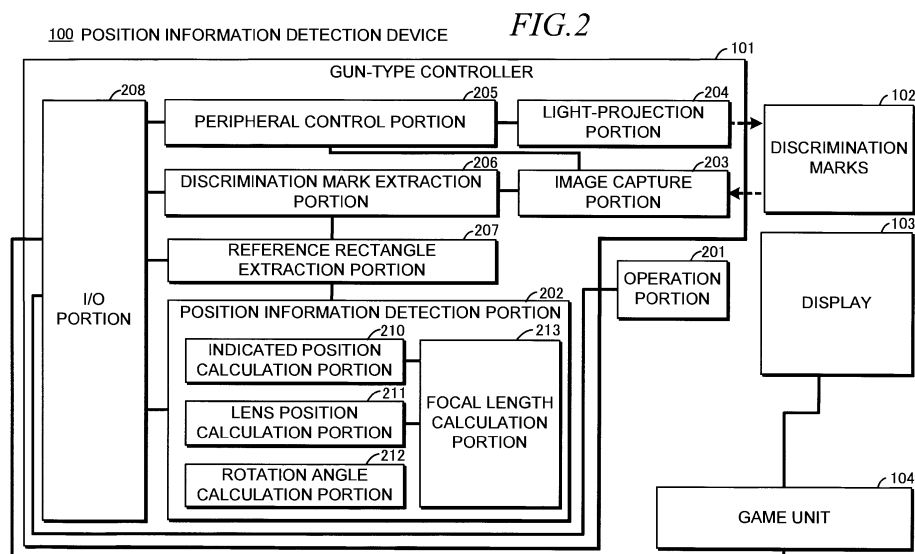 FIG.2
100 POSITION INFORMATION DETECTION DEVICE
101
GUN-TYPE CONTROLLER
208
I/O
PORTION
205
PERIPHERAL CONTROL PORTION
204
LIGHT-PROJECTION
PORTION
102
DISCRIMINATION
MARKS
206
DISCRIMINATION MARK EXTRACTION
PORTION
203
IMAGE CAPTURE
PORTION
207
REFERENCE RECTANGLE
EXTRACTION PORTION
201
OPERATION
PORTION
103
DISPLAY
202
POSITION INFORMATION DETECTION PORTION
210
INDICATED POSITION
CALCULATION PORTION
213
FOCAL LENGTH
CALCULATION
PORTION
211
LENS POSITION
CALCULATION PORTION
212
ROTATION ANGLE
CALCULATION PORTION
104
GAME UNIT